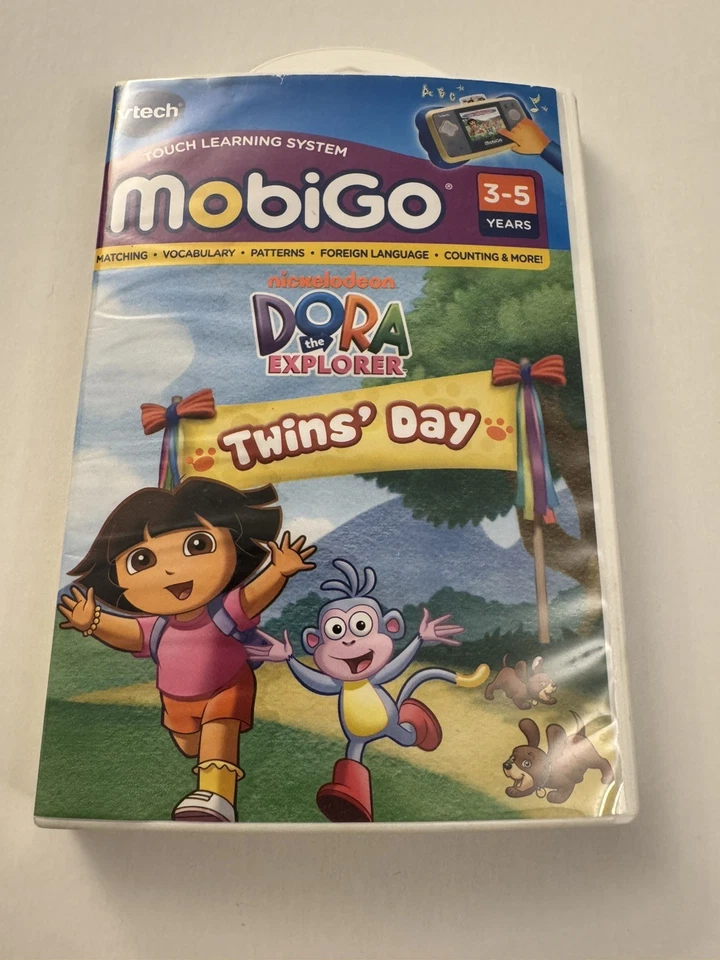 vtech®
TOUCH LEARNING SYSTEM
MobiGo®
3-5
YEARS
MATCHING • VOCABULARY • PATTERNS • FOREIGN LANGUAGE • COUNTING & MORE!
nickelodeon
DORA
the
EXPLORER
Twins' Day
A B C
MobiGo